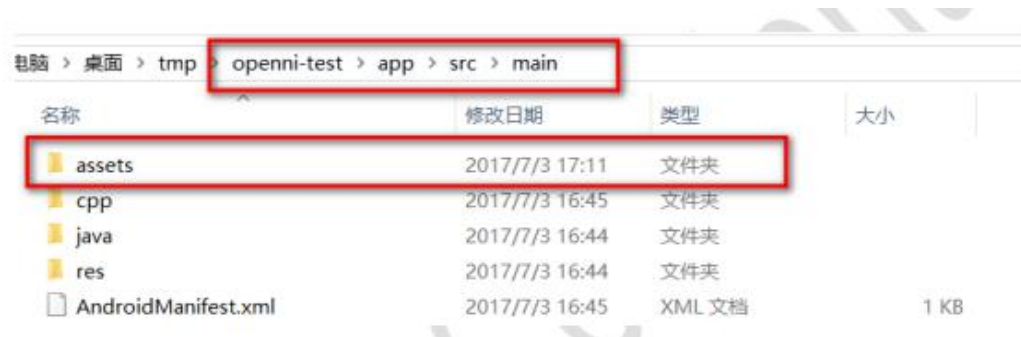 电脑 > 桌面 > tmp > openni-test > app > src > main
名称 修改日期 类型 大小
assets 2017/7/3 17:11 文件夹
cpp 2017/7/3 16:45 文件夹
java 2017/7/3 16:44 文件夹
res 2017/7/3 16:44 文件夹
AndroidManifest.xml 2017/7/3 16:45 XML 文档 1 KB